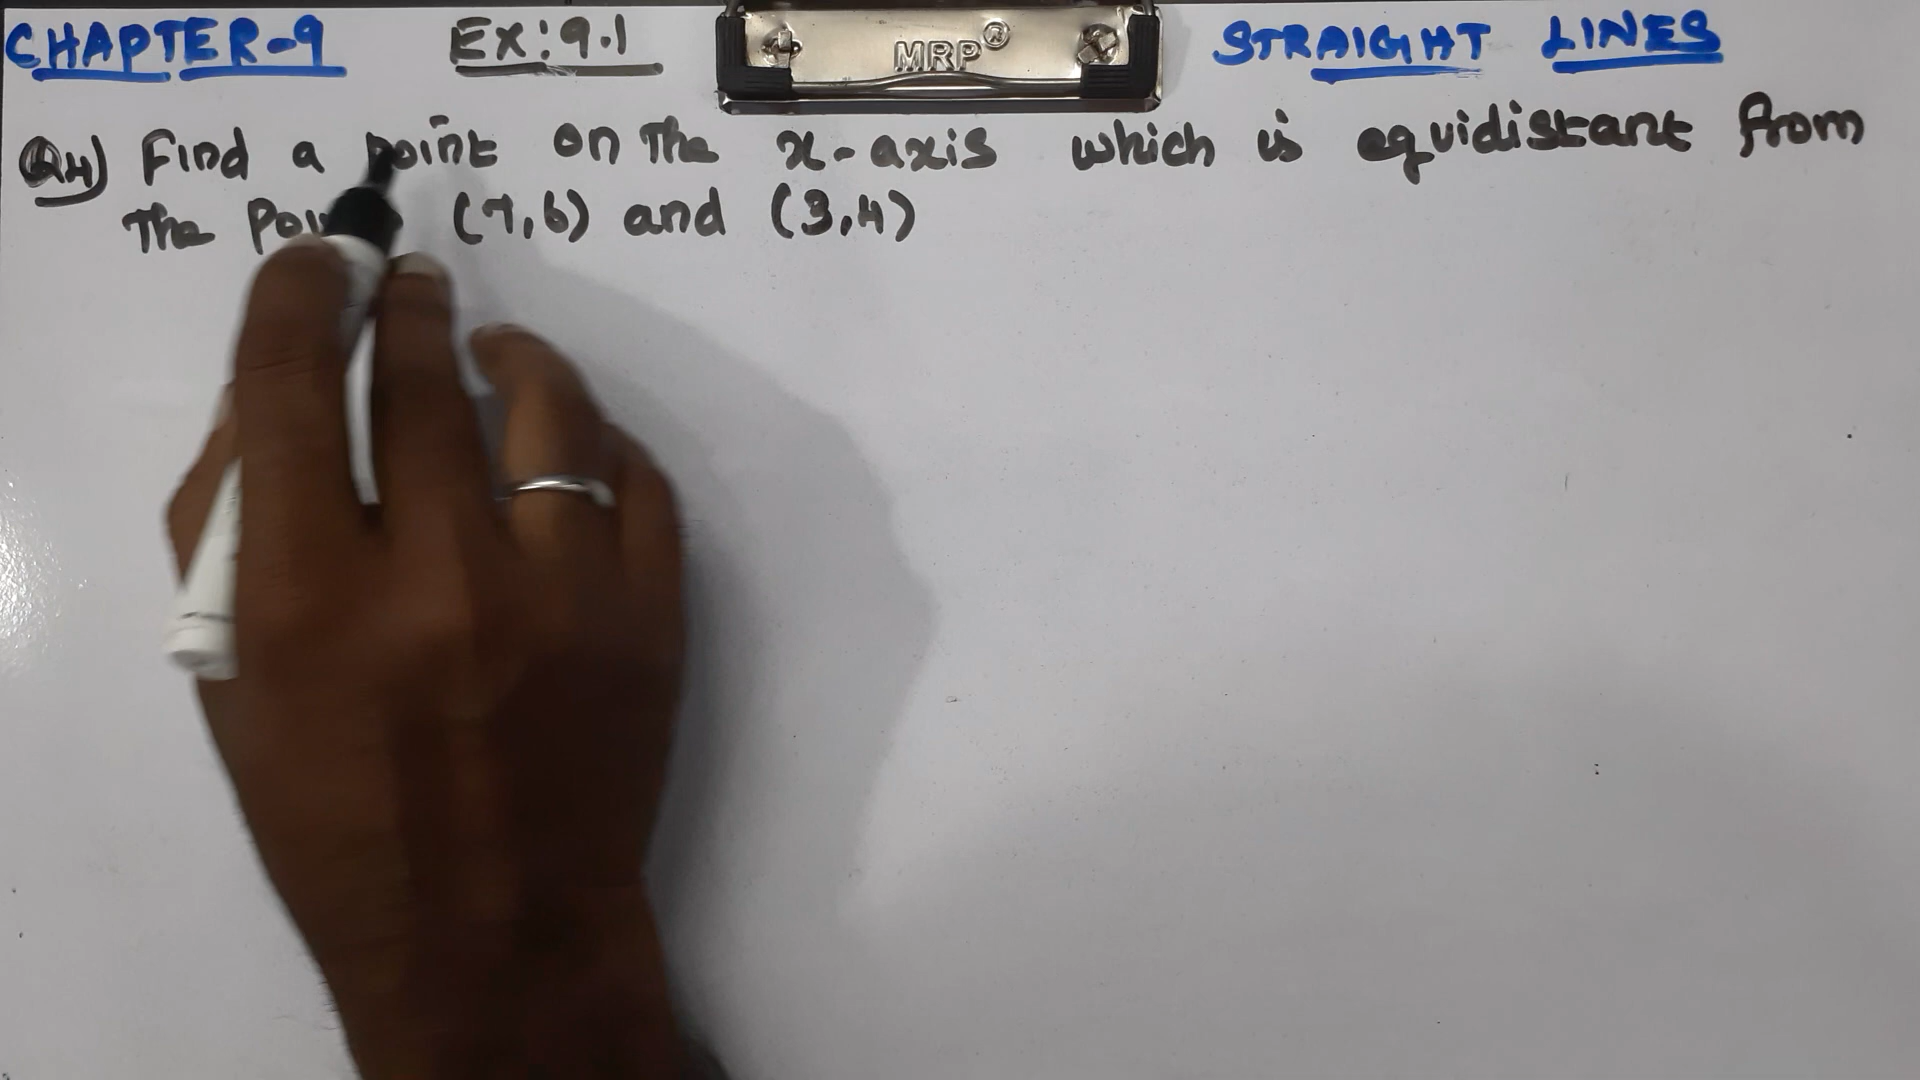 CHAPTER-9 EX:9.1 MRP® STRAIGHT LINES
Q4) Find a point on The x-axis which is equidistant from
The (7,6) and (3,4)